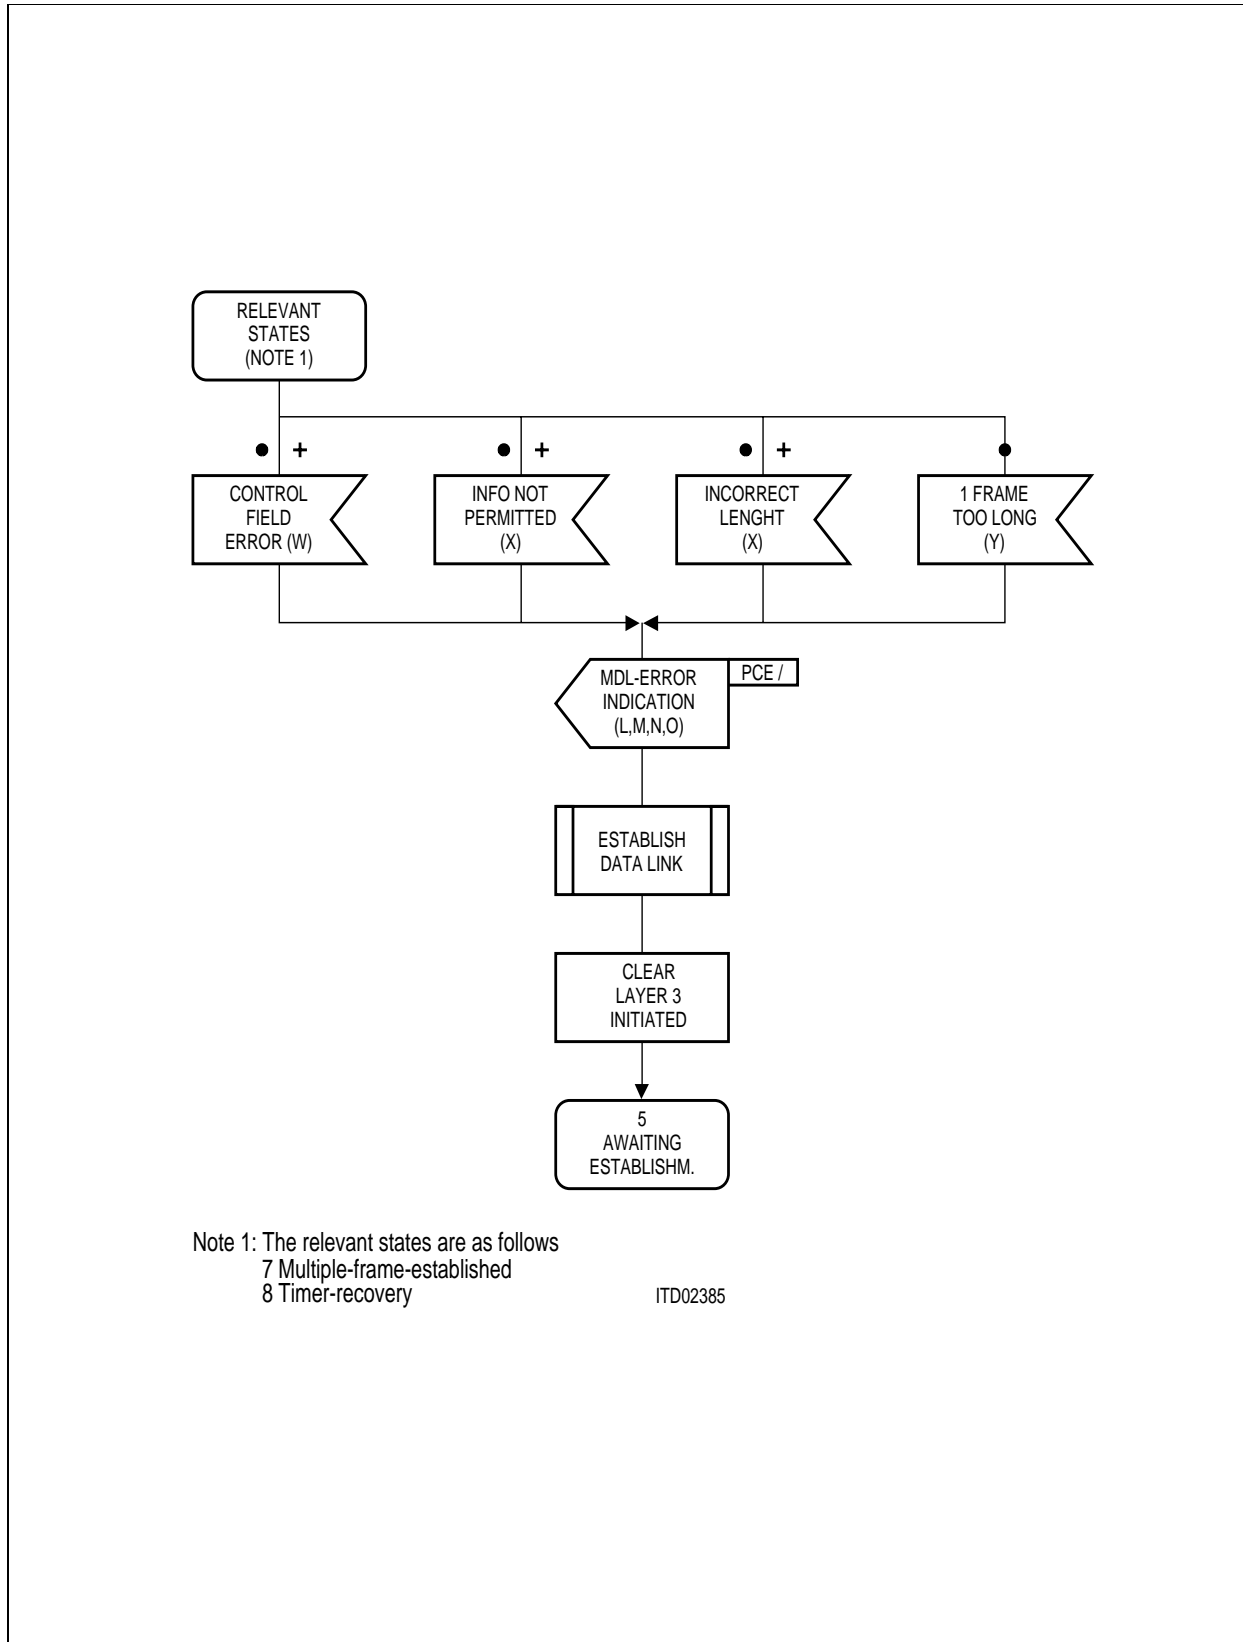 RELEVANT
STATES
(NOTE 1)
+
+
+
CONTROL
FIELD
ERROR (W)
INFO NOT
PERMITTED
(X)
INCORRECT
LENGHT
(X)
1 FRAME
TOO LONG
(Y)
MDL-ERROR
INDICATION
(L,M,N,O)
PCE /
ESTABLISH
DATA LINK
CLEAR
LAYER 3
INITIATED
5
AWAITING
ESTABLISHM.
Note 1: The relevant states are as follows
7 Multiple-frame-established
8 Timer-recovery
ITD02385